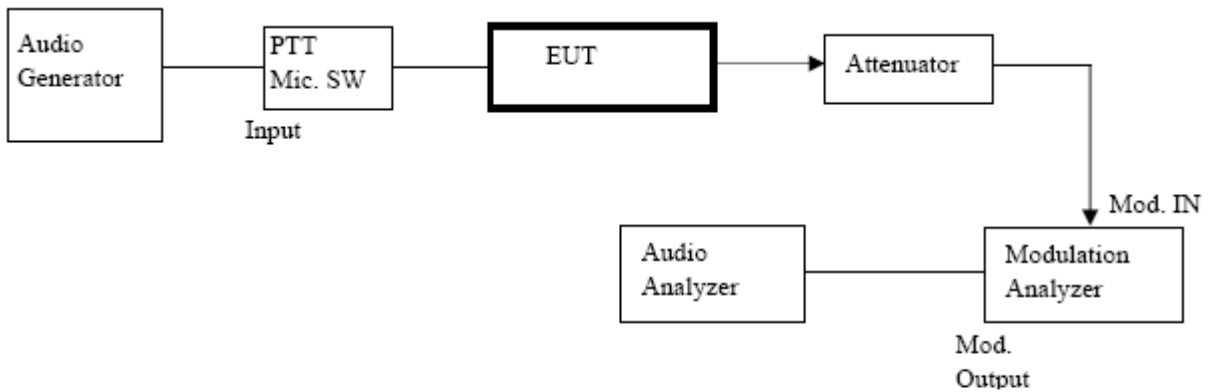 Audio
Generator
PTT
Mic. SW
Input
EUT
Attenuator
Mod. IN
Audio
Analyzer
Modulation
Analyzer
Mod.
Output